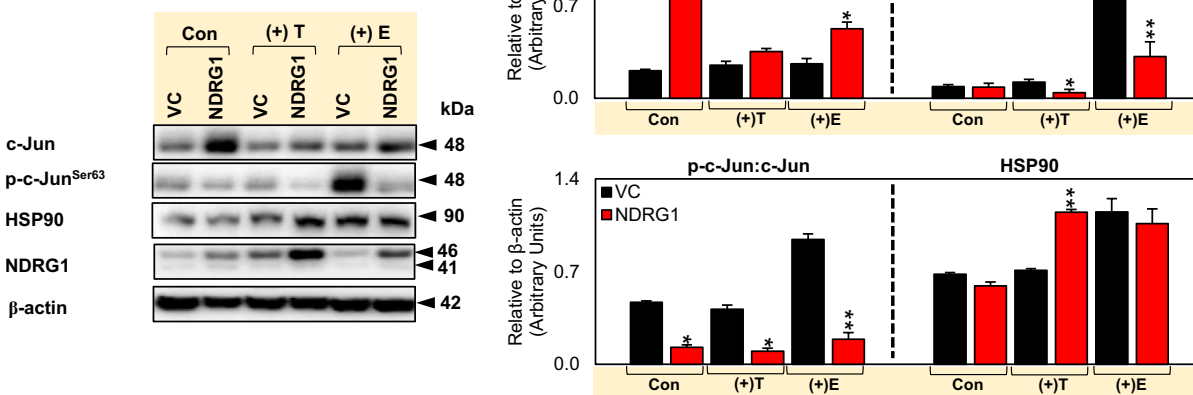 Con (+) T (+) E
VC NDRG1 VC NDRG1 VC NDRG1
kDa
c-Jun 48
p-c-Jun^Ser63 48
HSP90 90
NDRG1 46
41
β-actin 42
Relative to
(Arbitrary
0.7
0.0
* * **
Con (+)T (+)E Con (+)T (+)E
p-c-Jun:c-Jun HSP90
Relative to β-actin
(Arbitrary Units)
1.4
0.7
0.0
VC
NDRG1
* * ** **
Con (+)T (+)E Con (+)T (+)E